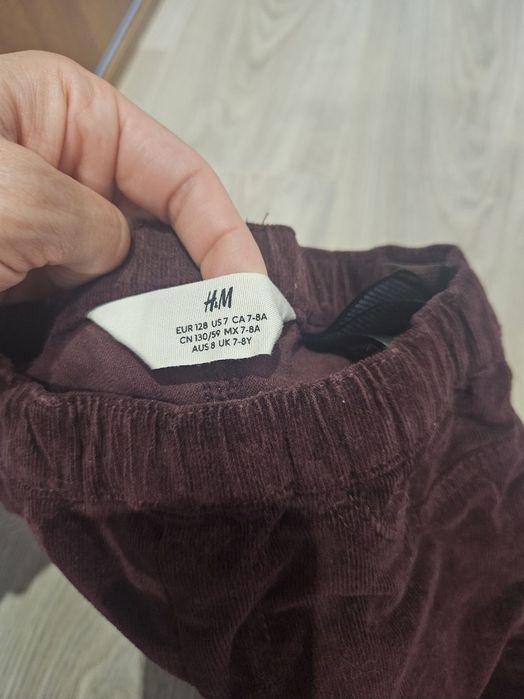 H&M
EUR 128 US 7 CA 7-8A
CN 130/59 MX 7-8A
AUS 8 UK 7-8Y